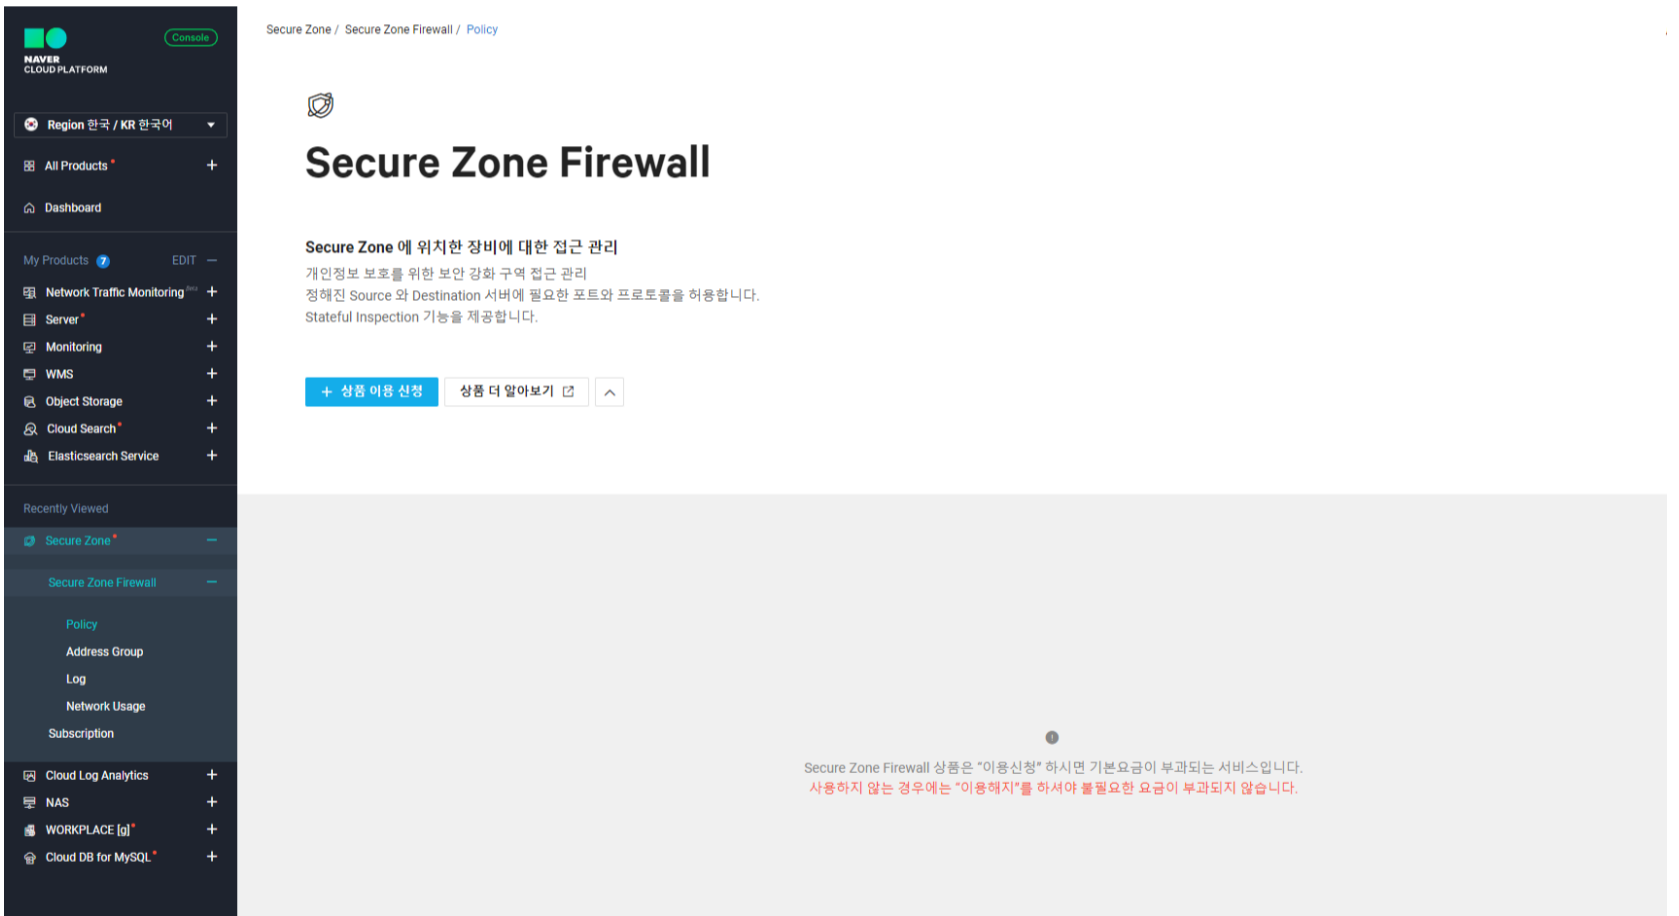 NAVER
CLOUD PLATFORM
Console
Region 한국 / KR 한국어
All Products
Dashboard
My Products 7 EDIT
Network Traffic Monitoring Beta
Server
Monitoring
WMS
Object Storage
Cloud Search
Elasticsearch Service
Recently Viewed
Secure Zone
Secure Zone Firewall
Policy
Address Group
Log
Network Usage
Subscription
Cloud Log Analytics
NAS
WORKPLACE [g]
Cloud DB for MySQL
Secure Zone / Secure Zone Firewall / Policy
Secure Zone Firewall
Secure Zone 에 위치한 장비에 대한 접근 관리
개인정보 보호를 위한 보안 강화 구역 접근 관리
정해진 Source 와 Destination 서버에 필요한 포트와 프로토콜을 허용합니다.
Stateful Inspection 기능을 제공합니다.
+ 상품 이용 신청 상품 더 알아보기
Secure Zone Firewall 상품은 "이용신청" 하시면 기본요금이 부과되는 서비스입니다.
사용하지 않는 경우에는 "이용해지"를 하셔야 불필요한 요금이 부과되지 않습니다.